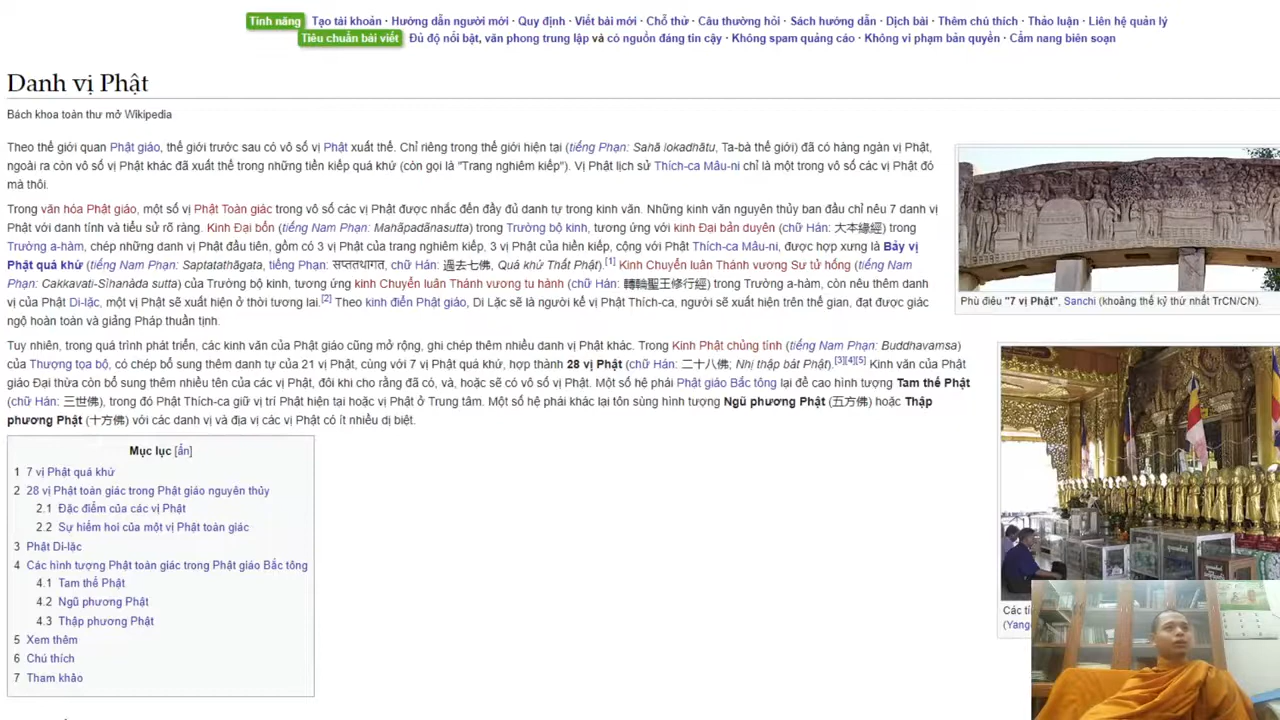 Tính năng Tạo tài khoản · Hướng dẫn người mới · Quy định · Viết bài mới · Chỗ thử · Câu thường hỏi · Sách hướng dẫn · Dịch bài · Thêm chú thích · Thảo luận · Liên hệ quản lý
Tiêu chuẩn bài viết Đủ độ nổi bật, văn phong trung lập và có nguồn đáng tin cậy · Không spam quảng cáo · Không vi phạm bản quyền · Cẩm nang biên soạn
Danh vị Phật
Bách khoa toàn thư mở Wikipedia
Theo thế giới quan Phật giáo, thế giới trước sau có vô số vị Phật xuất thế. Chỉ riêng trong thế giới hiện tại (tiếng Phạn: Sahā lokadhātu, Ta-bà thế giới) đã có hàng ngàn vị Phật,
ngoài ra còn vô số vị Phật khác đã xuất thế trong những tiền kiếp quá khứ (còn gọi là "Trang nghiêm kiếp"). Vị Phật lịch sử Thích-ca Mâu-ni chỉ là một trong vô số các vị Phật đó
mà thôi.
Trong văn hóa Phật giáo, một số vị Phật Toàn giác trong vô số các vị Phật được nhắc đến đầy đủ danh tự trong kinh văn. Những kinh văn nguyên thủy ban đầu chỉ nêu 7 danh vị
Phật với danh tính và tiểu sử rõ ràng. Kinh Đại bổn (tiếng Nam Phạn: Mahāpadānasutta) trong Trường bộ kinh, tương ứng với kinh Đại bản duyên (chữ Hán: 大本緣經) trong
Trường a-hàm, chép những danh vị Phật đầu tiên, gồm có 3 vị Phật của trang nghiêm kiếp, 3 vị Phật của hiền kiếp, cộng với Phật Thích-ca Mâu-ni, được hợp xưng là Bảy vị
Phật quá khứ (tiếng Nam Phạn: Saptatathāgata, tiếng Phạn: सप्ततथागत, chữ Hán: 過去七佛, Quá khứ Thất Phật).[1] Kinh Chuyển luân Thánh vương Sư tử hống (tiếng Nam
Phạn: Cakkavati-Sīhanàda sutta) của Trường bộ kinh, tương ứng kinh Chuyển luân Thánh vương tu hành (chữ Hán: 轉輪聖王修行經) trong Trường a-hàm, còn nêu thêm danh
vị của Phật Di-lặc, một vị Phật sẽ xuất hiện ở thời tương lai.[2] Theo kinh điển Phật giáo, Di Lặc sẽ là người kế vị Phật Thích-ca, người sẽ xuất hiện trên thế gian, đạt được giác
ngộ hoàn toàn và giảng Pháp thuần tịnh.
Tuy nhiên, trong quá trình phát triển, các kinh văn của Phật giáo cũng mở rộng, ghi chép thêm nhiều danh vị Phật khác. Trong Kinh Phật chủng tính (tiếng Nam Phạn: Buddhavamsa)
của Thượng tọa bộ, có chép bổ sung thêm danh tự của 21 vị Phật, cùng với 7 vị Phật quá khứ, hợp thành 28 vị Phật (chữ Hán: 二十八佛; Nhị thập bát Phật).[3][4][5] Kinh văn của Phật
giáo Đại thừa còn bổ sung thêm nhiều tên của các vị Phật, đôi khi cho rằng đã có, và, hoặc sẽ có vô số vị Phật. Một số hệ phái Phật giáo Bắc tông lại đề cao hình tượng Tam thế Phật
(chữ Hán: 三世佛), trong đó Phật Thích-ca giữ vị trí Phật hiện tại hoặc vị Phật ở Trung tâm. Một số hệ phái khác lại tôn sùng hình tượng Ngũ phương Phật (五方佛) hoặc Thập
phương Phật (十方佛) với các danh vị và địa vị các vị Phật có ít nhiều dị biệt.
Phù điêu "7 vị Phật", Sanchi (khoảng thế kỷ thứ nhất TrCN/CN).
Mục lục [ẩn]
1 7 vị Phật quá khứ
2 28 vị Phật toàn giác trong Phật giáo nguyên thủy
2.1 Đặc điểm của các vị Phật
2.2 Sự hiếm hoi của một vị Phật toàn giác
3 Phật Di-lặc
4 Các hình tượng Phật toàn giác trong Phật giáo Bắc tông
4.1 Tam thế Phật
4.2 Ngũ phương Phật
4.3 Thập phương Phật
5 Xem thêm
6 Chú thích
7 Tham khảo
Các